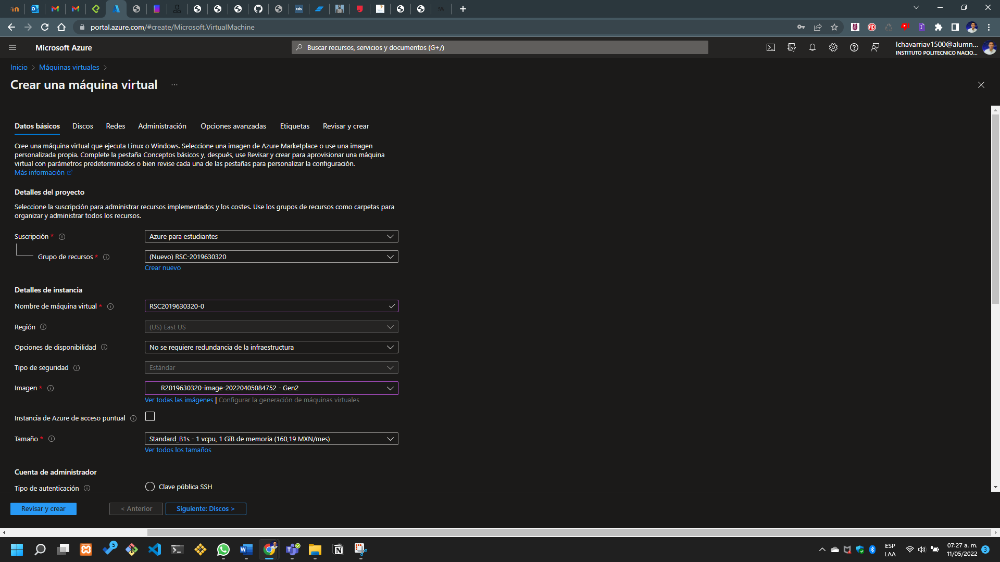 portal.azure.com/#create/Microsoft.VirtualMachine
Microsoft Azure
Buscar recursos, servicios y documentos (G+/)
lchavarriav1500@alumn...
INSTITUTO POLITECNICO NACIO...
Inicio > Máquinas virtuales >
Crear una máquina virtual ...
Datos básicos Discos Redes Administración Opciones avanzadas Etiquetas Revisar y crear
Cree una máquina virtual que ejecuta Linux o Windows. Seleccione una imagen de Azure Marketplace o use una imagen
personalizada propia. Complete la pestaña Conceptos básicos y, después, use Revisar y crear para aprovisionar una máquina
virtual con parámetros predeterminados o bien revise cada una de las pestañas para personalizar la configuración.
Más información
Detalles del proyecto
Seleccione la suscripción para administrar recursos implementados y los costes. Use los grupos de recursos como carpetas para
organizar y administrar todos los recursos.
Suscripción * Azure para estudiantes
Grupo de recursos * (Nuevo) RSC-2019630320
Crear nuevo
Detalles de instancia
Nombre de máquina virtual * RSC2019630320-0
Región (US) East US
Opciones de disponibilidad No se requiere redundancia de la infraestructura
Tipo de seguridad Estándar
Imagen * R2019630320-image-20220405084752 - Gen2
Ver todas las imágenes | Configurar la generación de máquinas virtuales
Instancia de Azure de acceso puntual
Tamaño * Standard_B1s - 1 vcpu, 1 GiB de memoria (160,19 MXN/mes)
Ver todos los tamaños
Cuenta de administrador
Tipo de autenticación Clave pública SSH
Revisar y crear < Anterior Siguiente: Discos >
5
ESP
LAA
07:27 a. m.
11/05/2022
3